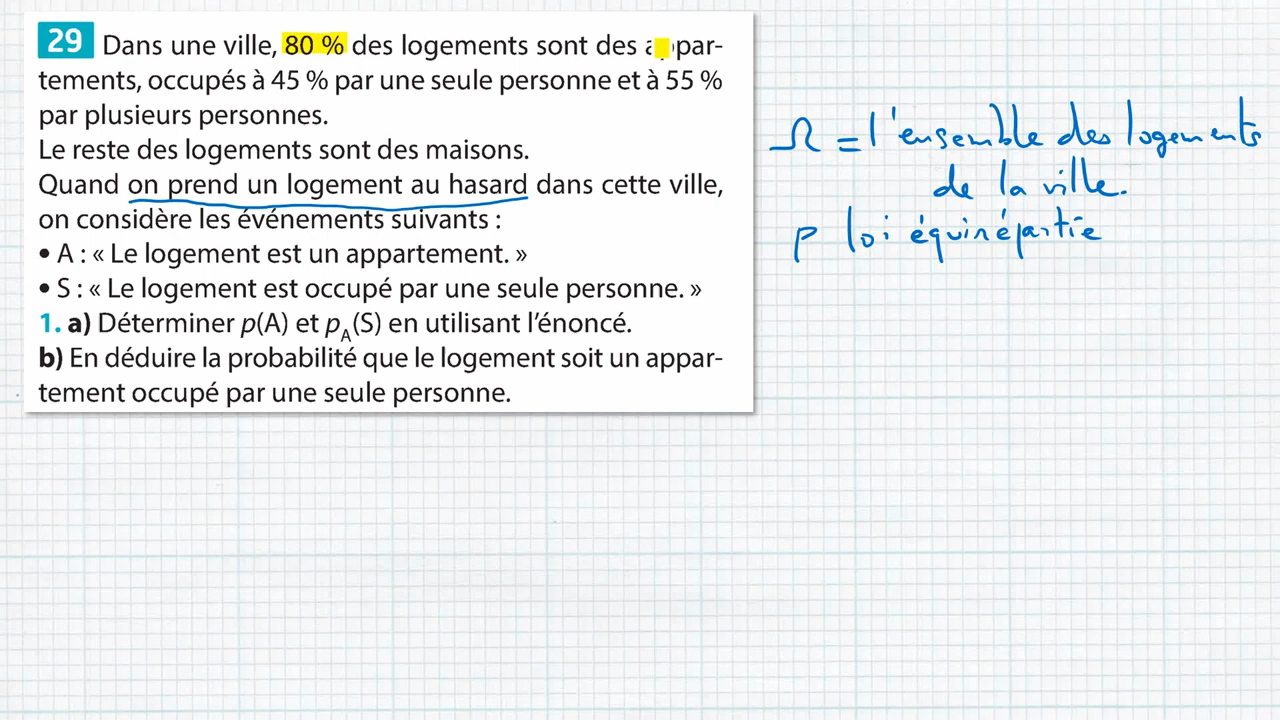 29 Dans une ville, 80 % des logements sont des appar-
tements, occupés à 45 % par une seule personne et à 55 %
par plusieurs personnes.
Le reste des logements sont des maisons.
Quand on prend un logement au hasard dans cette ville,
on considère les événements suivants :
• A : « Le logement est un appartement. »
• S : « Le logement est occupé par une seule personne. »
1. a) Déterminer p(A) et p_A(S) en utilisant l'énoncé.
b) En déduire la probabilité que le logement soit un appar-
tement occupé par une seule personne.
Ω = l'ensemble des logements
de la ville.
p loi équirépartie